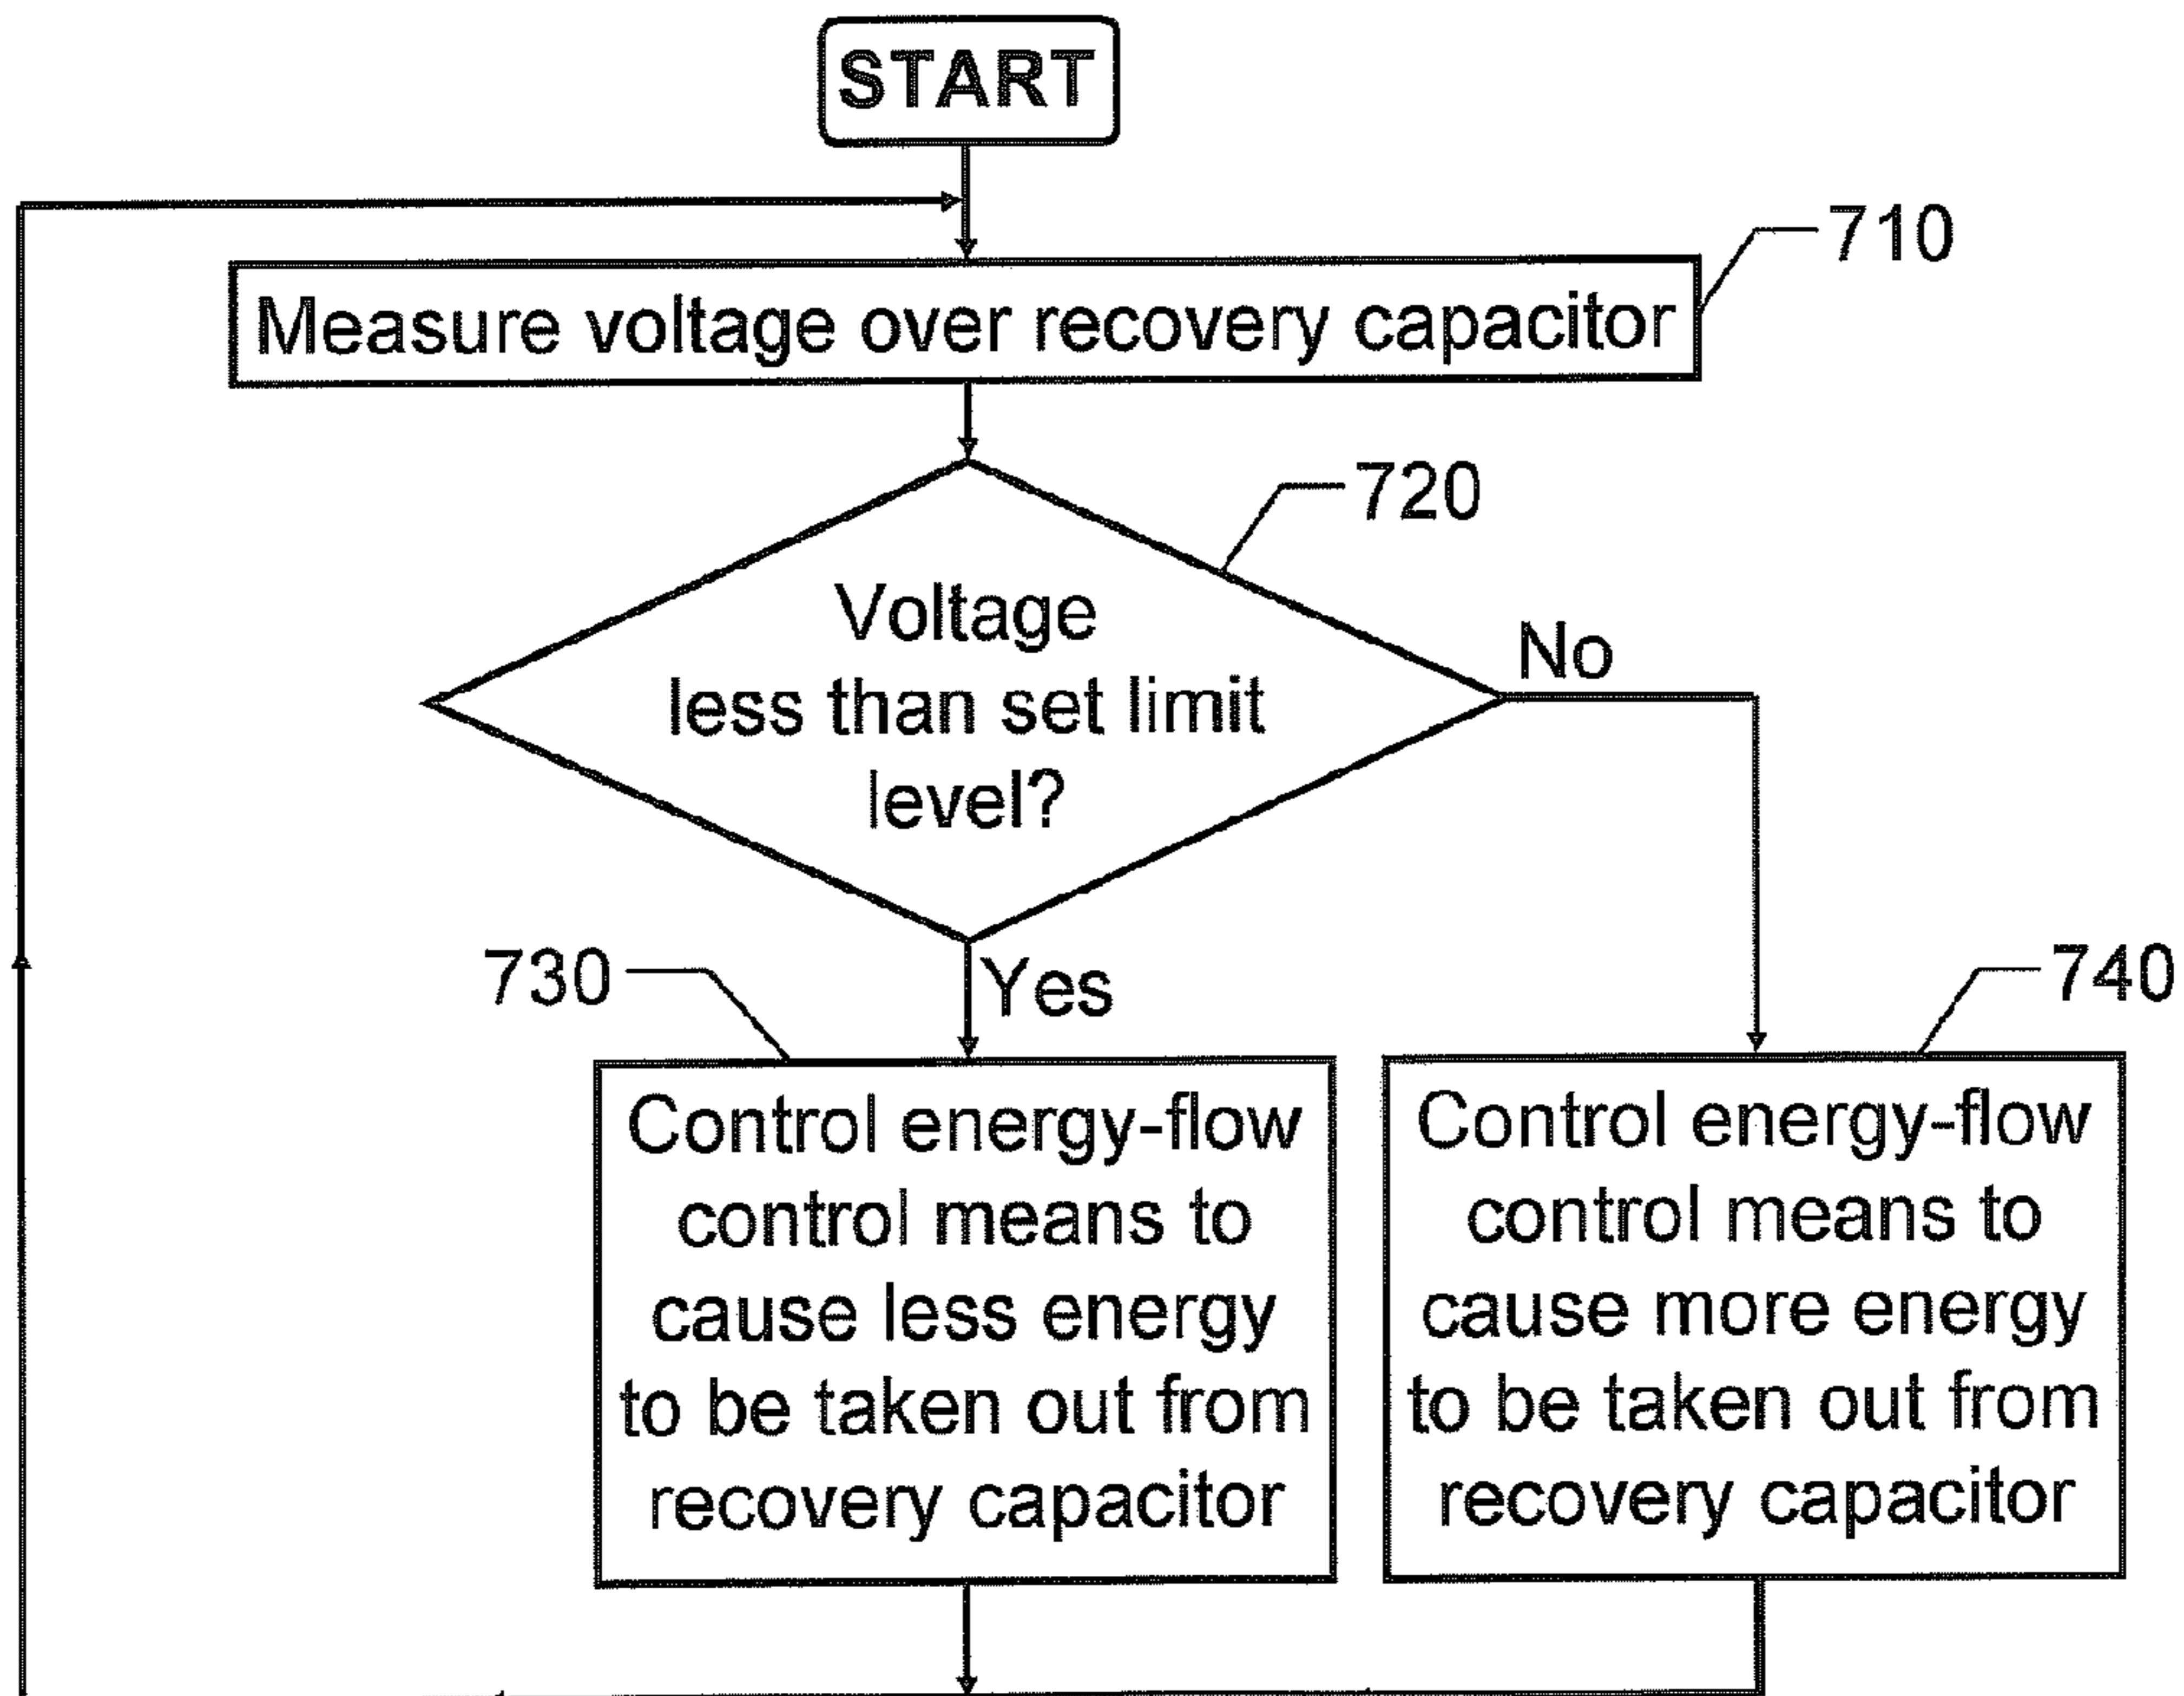 START
710
Measure voltage over recovery capacitor
720
Voltage
less than set limit
level?
No
Yes
730
740
Control energy-flow
control means to
cause less energy
to be taken out from
recovery capacitor
Control energy-flow
control means to
cause more energy
to be taken out from
recovery capacitor